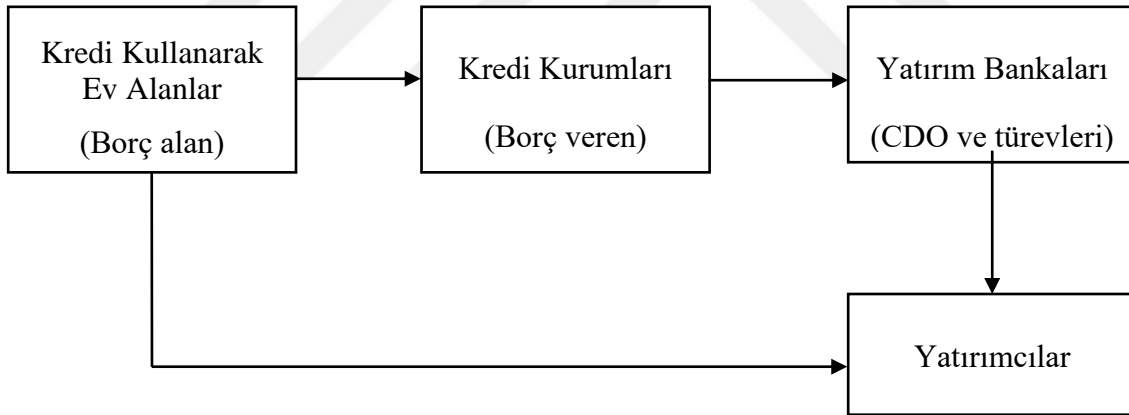 Kredi Kullanarak
Ev Alanlar
(Borç alan)
Kredi Kurumları
(Borç veren)
Yatırım Bankaları
(CDO ve türevleri)
Yatırımcılar